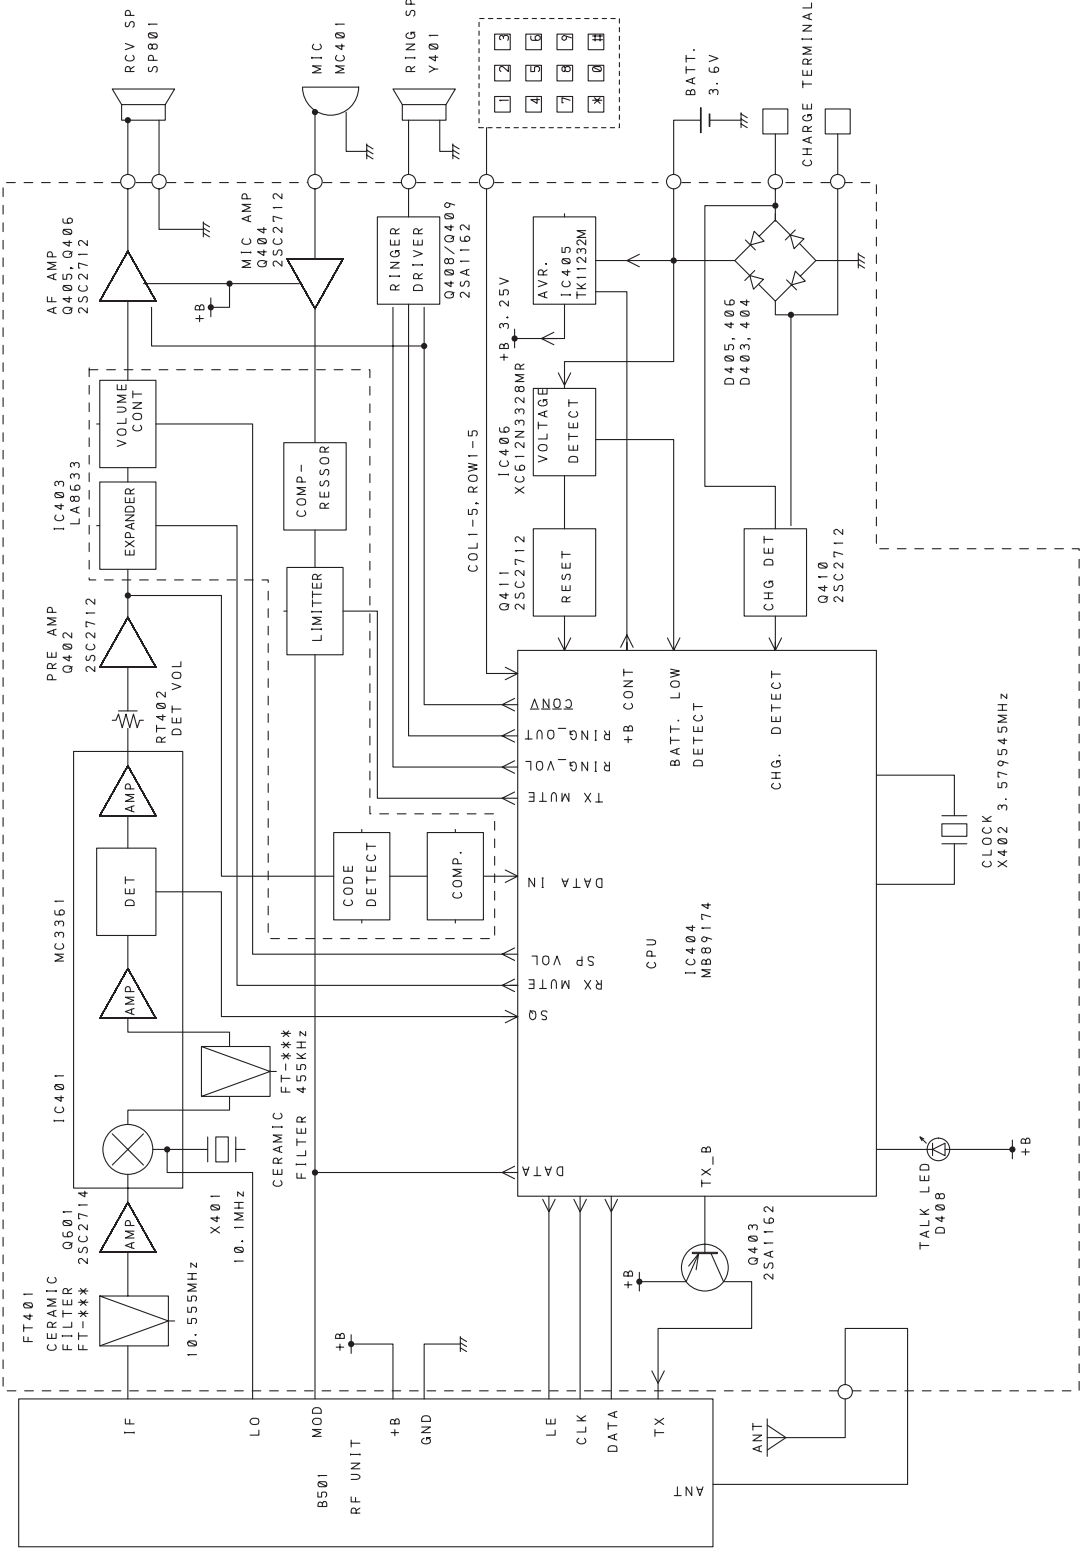 RCV SP
SP801
MIC
MC401
RING SP
Y401
1
2
3
4
5
6
7
8
9
*
0
#
BATT.
3.6V
CHARGE TERMINAL
AF AMP
Q405,Q406
2SC2712
MIC AMP
Q404
2SC2712
+B
RINGER
DRIVER
Q408/Q409
2SA1162
AVR.
IC405
TK11232M
+B 3.25V
D405,406
D403,404
IC403
LA8633
VOLUME
CONT
EXPANDER
COMP-
RESSOR
LIMITTER
COL1-5,ROW1-5
IC406
XC612N3328MR
VOLTAGE
DETECT
Q411
2SC2712
RESET
CHG DET
Q410
2SC2712
PRE AMP
Q402
2SC2712
RT402
DET VOL
IC401
MC3361
AMP
DET
AMP
CODE
DETECT
COMP.
CONV
RING_OUT
RING_VOL
TX MUTE
DATA IN
SP VOL
RX MUTE
SQ
DATA
+B CONT
BATT. LOW
DETECT
CHG. DETECT
CPU
IC404
MB89174
TX_B
CLOCK
X402 3.579545MHz
FT-***
455KHz
CERAMIC
FILTER
X401
10.1MHz
Q601
2SC2714
AMP
FT401
CERAMIC
FILTER
FT-***
10.555MHz
+B
+B
Q403
2SA1162
TALK LED
D408
+B
IF
LO
MOD
+B
GND
LE
CLK
DATA
TX
ANT
B501
RF UNIT
ANT